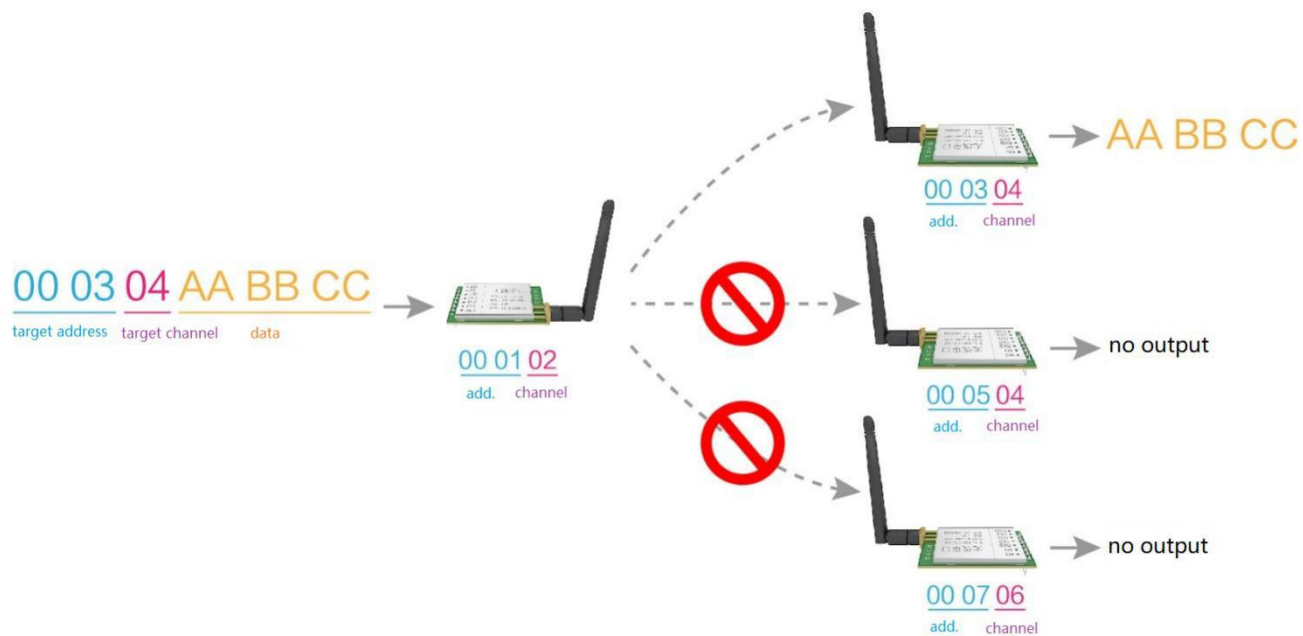 AA BB CC
00 03 04
add. channel
00 03 04 AA BB CC
target address target channel data
00 01 02
add. channel
no output
00 05 04
add. channel
no output
00 07 06
add. channel